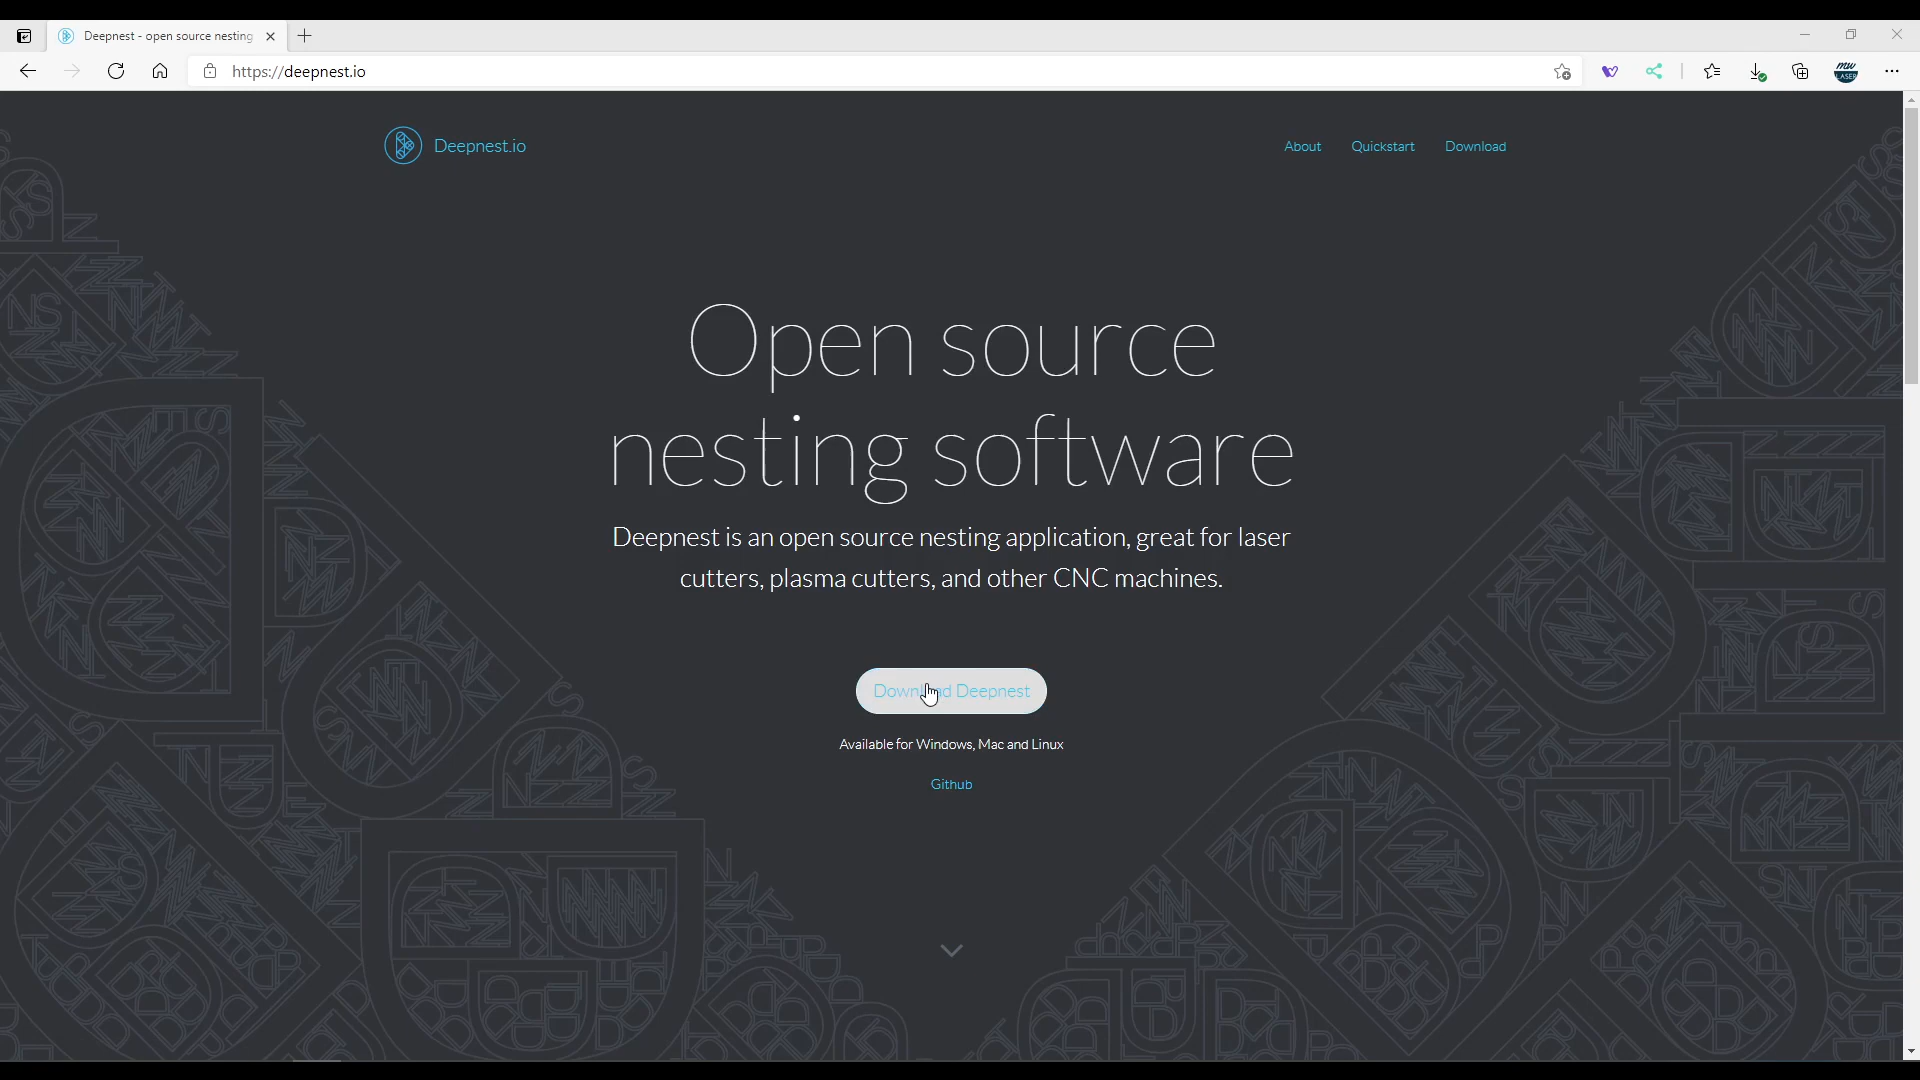 Deepnest - open source nesting
https://deepnest.io
MW
LASER
Deepnest.io
About
Quickstart
Download
Open source
nesting software
Deepnest is an open source nesting application, great for laser
cutters, plasma cutters, and other CNC machines.
Download Deepnest
Available for Windows, Mac and Linux
Github